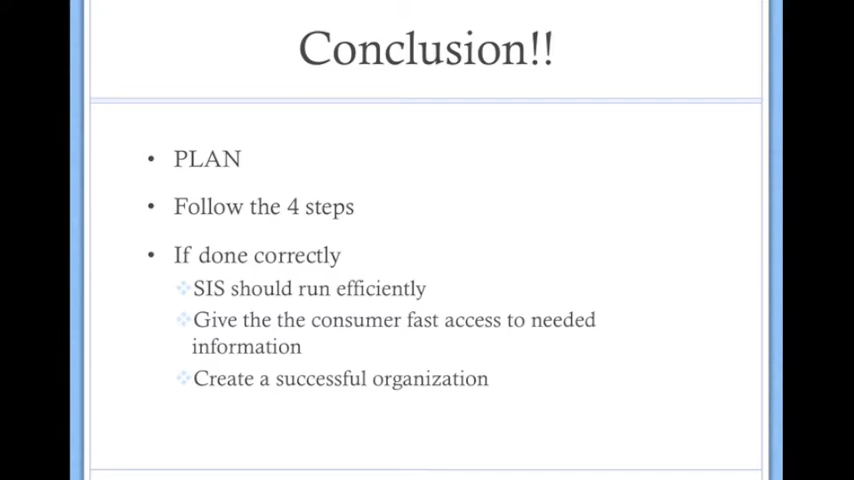 Conclusion!!
• PLAN
• Follow the 4 steps
• If done correctly
❖SIS should run efficiently
❖Give the the consumer fast access to needed
information
❖Create a successful organization